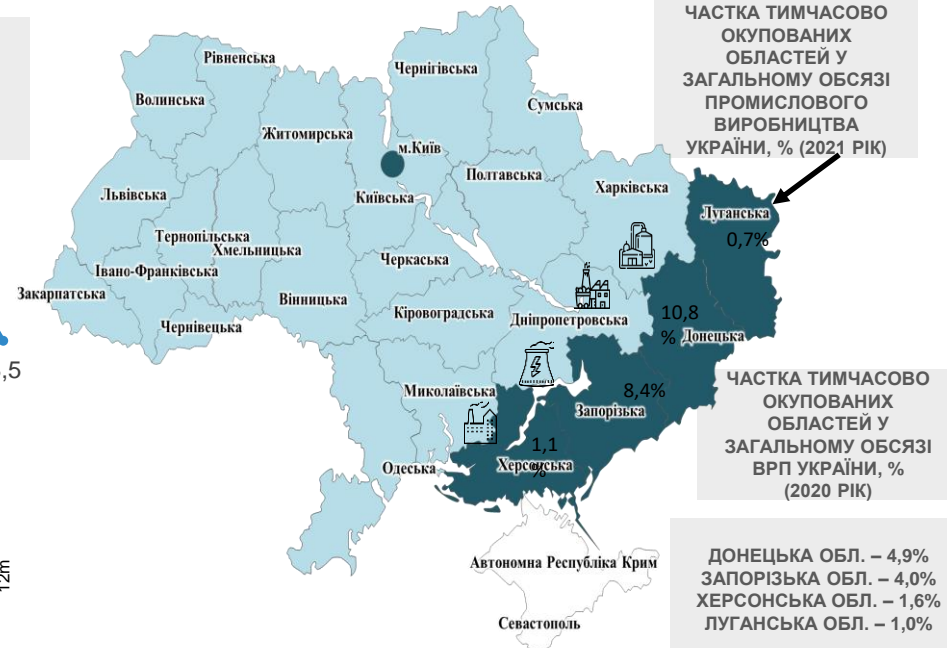 ЧАСТКА ТИМЧАСОВО
ОКУПОВАНИХ
ОБЛАСТЕЙ У
ЗАГАЛЬНОМУ ОБСЯЗІ
ПРОМИСЛОВОГО
ВИРОБНИЦТВА
УКРАЇНИ, % (2021 РІК)
Рівненська
Чернігівська
Волинська
Сумська
Житомирська
м.Київ
Полтавська
Харківська
Львівська
Київська
Луганська
0,7%
Тернопільська
Хмельницька
Черкаська
Івано-Франківська
Закарпатська
Вінницька
Кіровоградська
Дніпропетровська
10,8
%
Донецька
Чернівецька
,5
Миколаївська
8,4%
Запорізька
1,1
%
Херсонська
Одеська
ЧАСТКА ТИМЧАСОВО
ОКУПОВАНИХ
ОБЛАСТЕЙ У
ЗАГАЛЬНОМУ ОБСЯЗІ
ВРП УКРАЇНИ, %
(2020 РІК)
12m
Автономна Республіка Крим
Севастополь
ДОНЕЦЬКА ОБЛ. – 4,9%
ЗАПОРІЗЬКА ОБЛ. – 4,0%
ХЕРСОНСЬКА ОБЛ. – 1,6%
ЛУГАНСЬКА ОБЛ. – 1,0%